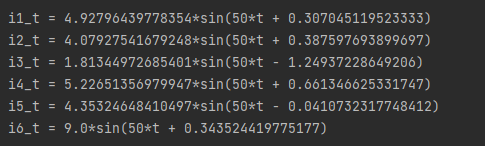 i1_t = 4.92796439778354*sin(50*t + 0.307045119523333)
i2_t = 4.07927541679248*sin(50*t + 0.387597693899697)
i3_t = 1.81344972685401*sin(50*t - 1.24937228649206)
i4_t = 5.22651356979947*sin(50*t + 0.661346625331747)
i5_t = 4.35324648410497*sin(50*t - 0.0410732317748412)
i6_t = 9.0*sin(50*t + 0.343524419775177)